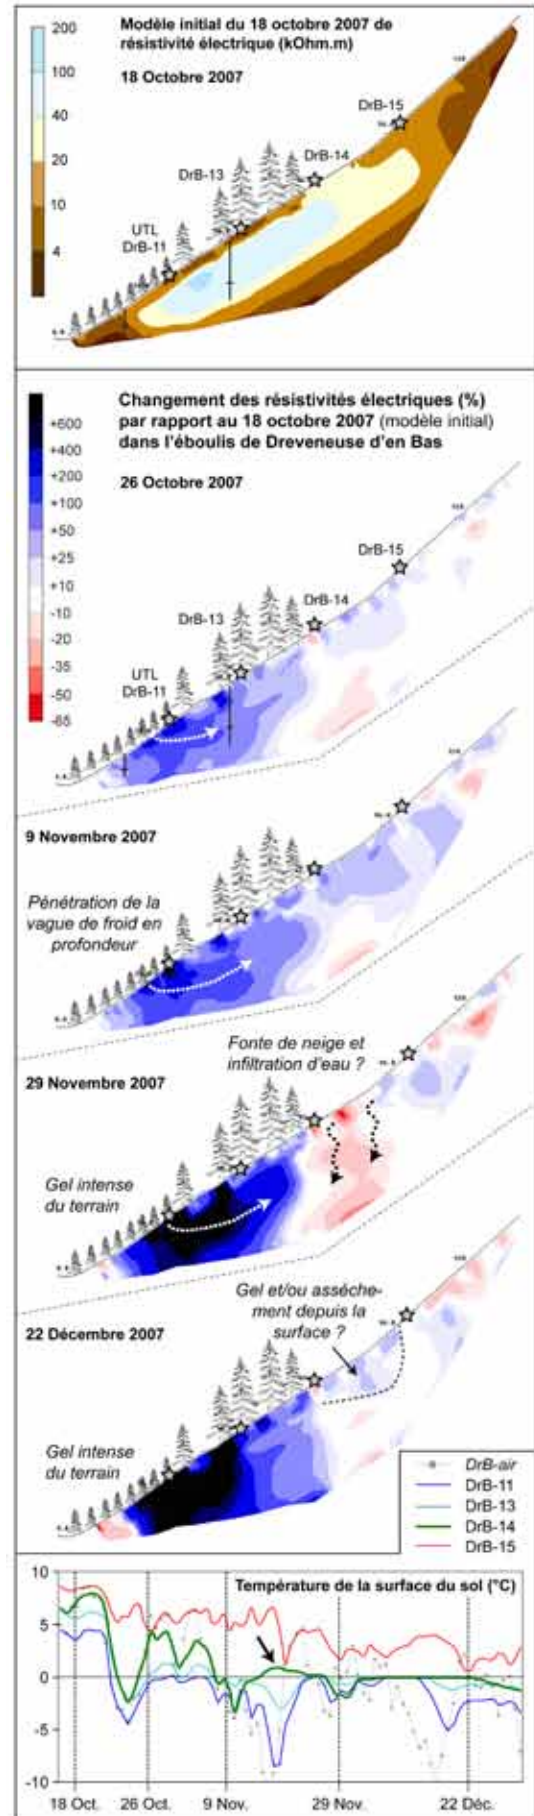 Modèle initial du 18 octobre 2007 de
résistivité électrique (kOhm.m)
18 Octobre 2007
200
100
40
20
10
4
DrB-15
DrB-14
DrB-13
UTL
DrB-11
Changement des résistivités électriques (%)
par rapport au 18 octobre 2007 (modèle initial)
dans l'éboulis de Dreveneuse d'en Bas
26 Octobre 2007
+600
+400
+200
+100
+50
+25
+10
-10
-20
-35
-50
-65
DrB-15
DrB-14
DrB-13
UTL
DrB-11
9 Novembre 2007
Pénétration de la
vague de froid en
profondeur
Fonte de neige et
infiltration d'eau ?
29 Novembre 2007
Gel intense
du terrain
Gel et/ou assèche-
ment depuis la
surface ?
22 Décembre 2007
Gel intense
du terrain
DrB-air
DrB-11
DrB-13
DrB-14
DrB-15
Température de la surface du sol (°C)
10
5
0
-5
-10
18 Oct.
26 Oct.
9 Nov.
29 Nov.
22 Déc.